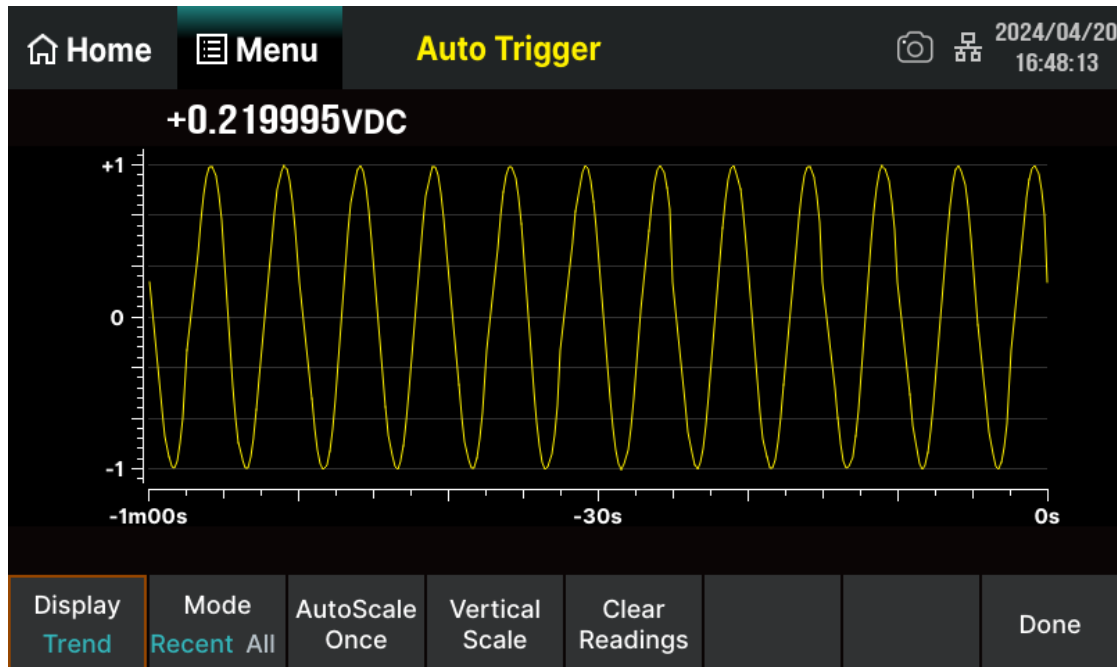 Home Menu Auto Trigger 2024/04/20
16:48:13
+0.219995VDC
+1
0
-1
-1m00s -30s 0s
Display Mode AutoScale Vertical Clear Done
Trend Recent All Once Scale Readings